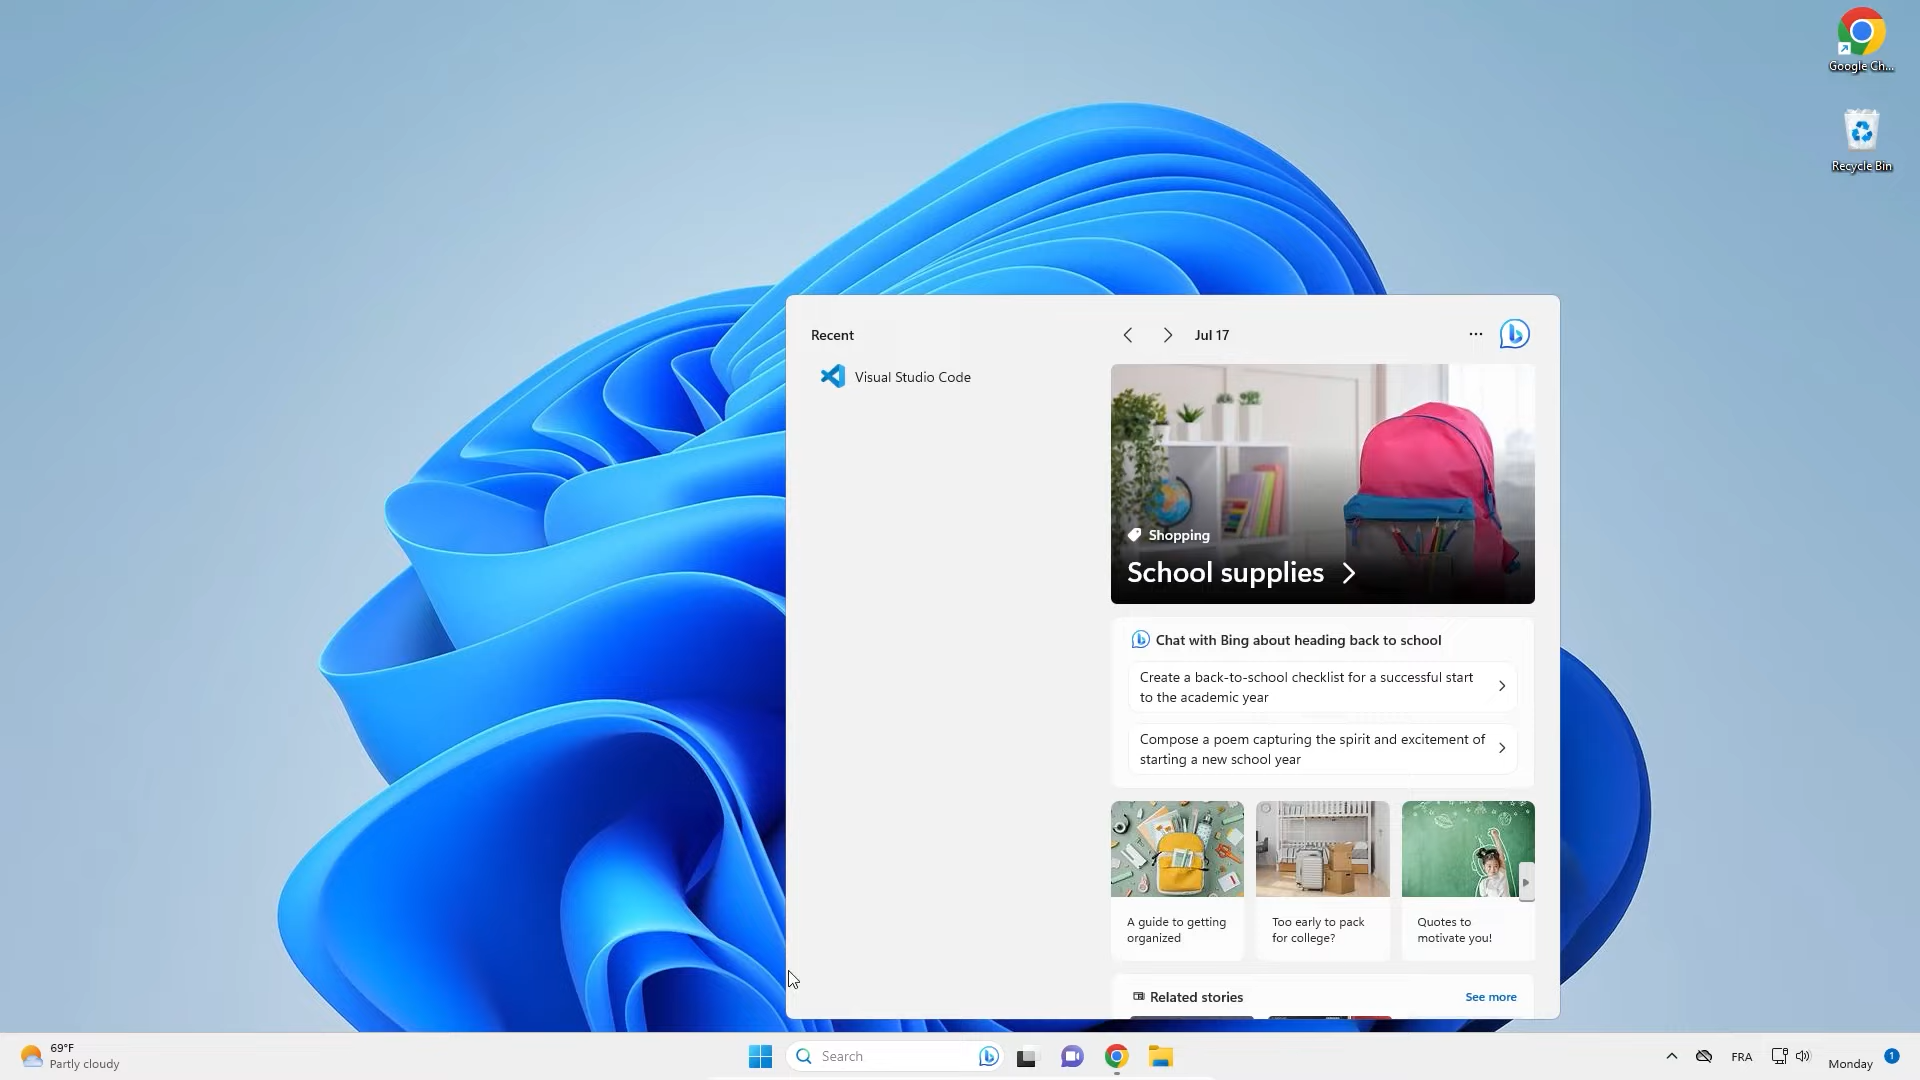 Google Ch...
Recycle Bin
Recent
Jul 17
Visual Studio Code
Shopping
School supplies
Chat with Bing about heading back to school
Create a back-to-school checklist for a successful start
to the academic year
Compose a poem capturing the spirit and excitement of
starting a new school year
A guide to getting
organized
Too early to pack
for college?
Quotes to
motivate you!
Related stories
See more
69°F
Partly cloudy
Search
FRA
Monday
1